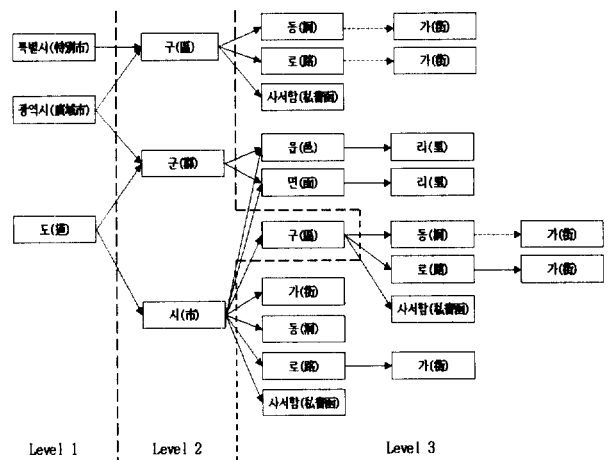 동(洞) 가(街)
특별시(特別市) 구(區)
로(路) 가(街)
사서함(私書函)
광역시(廣域市)
읍(邑) 리(里)
군(郡)
면(面) 리(里)
도(道) 구(區) 동(洞) 가(街)
로(路) 가(街)
가(街) 사서함(私書函)
시(市)
동(洞)
로(路) 가(街)
사서함(私書函)
Level 1 Level 2 Level 3